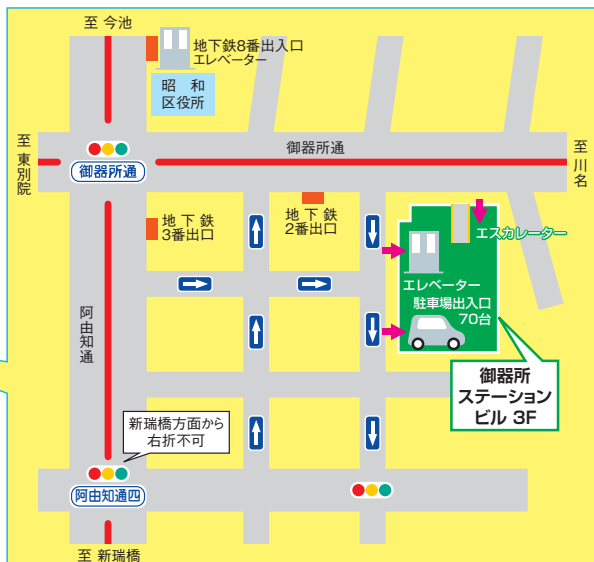 至 今池
地下鉄8番出入口
エレベーター
昭 和
区役所
至東別院
御器所通
御器所通
至川名
地 下 鉄
3番出口
地 下 鉄
2番出口
エスカレーター
エレベーター
駐車場出入口
70台
阿由知通
御器所
ステーション
ビル 3F
新瑞橋方面から
右折不可
阿由知通四
至 新瑞橋